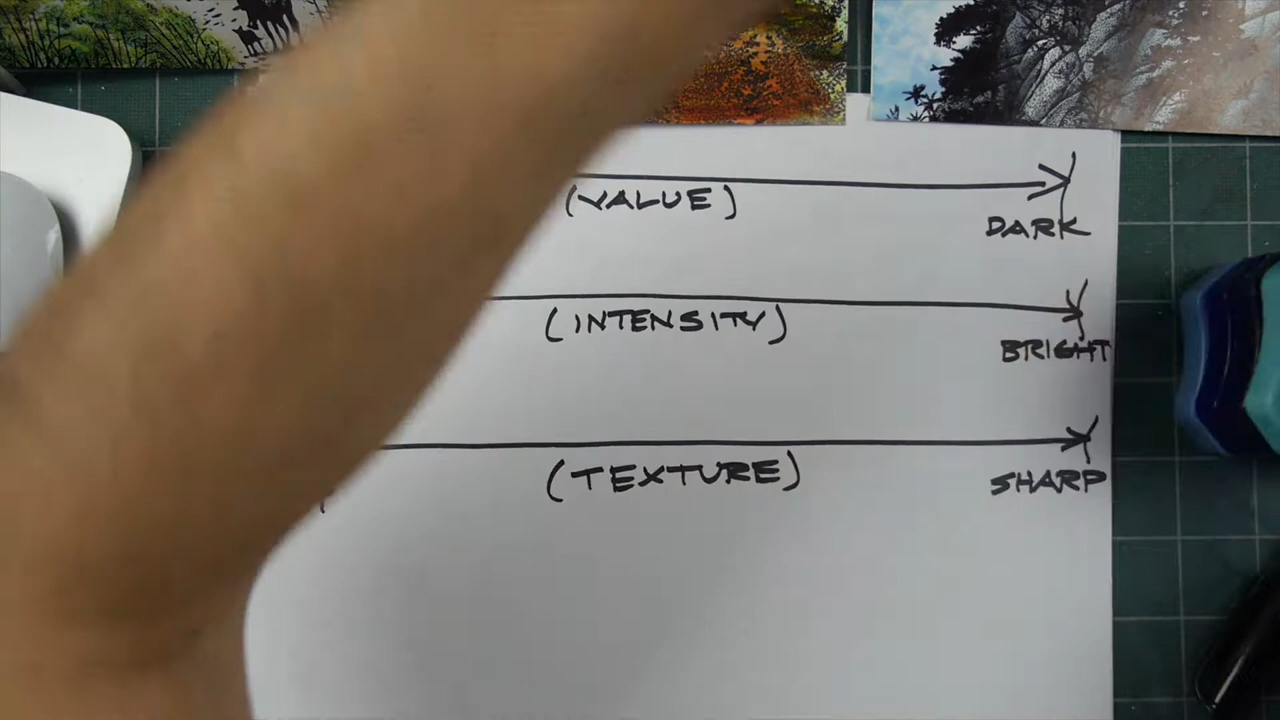 (VALUE)
DARK
(INTENSITY)
BRIGHT
(TEXTURE)
SHARP